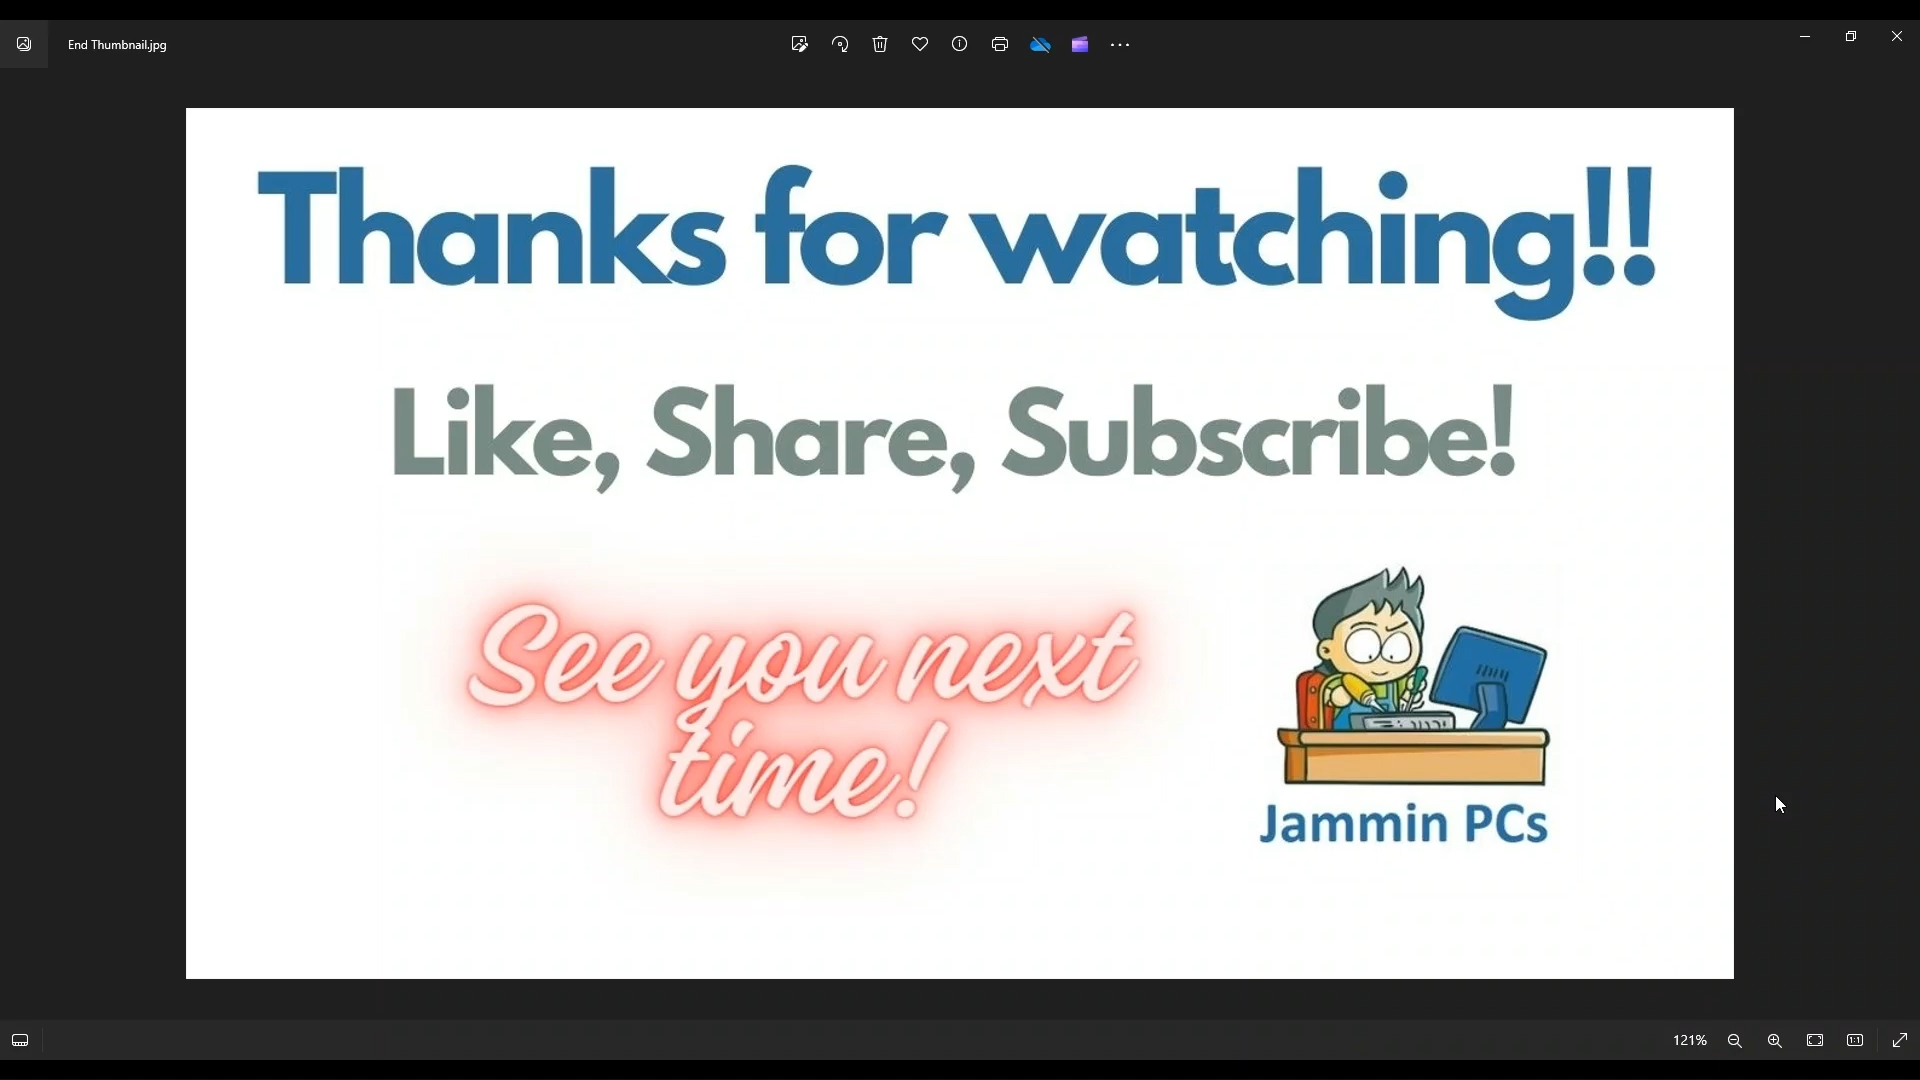 End Thumbnail.jpg
Thanks for watching!!
Like, Share, Subscribe!
See you next
time!
Jammin PCs
121%